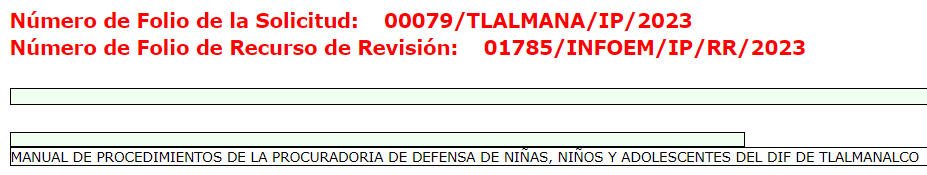 Número de Folio de la Solicitud: 00079/TLALMANA/IP/2023
Número de Folio de Recurso de Revisión: 01785/INFOEM/IP/RR/2023
MANUAL DE PROCEDIMIENTOS DE LA PROCURADORIA DE DEFENSA DE NIÑAS, NIÑOS Y ADOLESCENTES DEL DIF DE TLALMANALCO